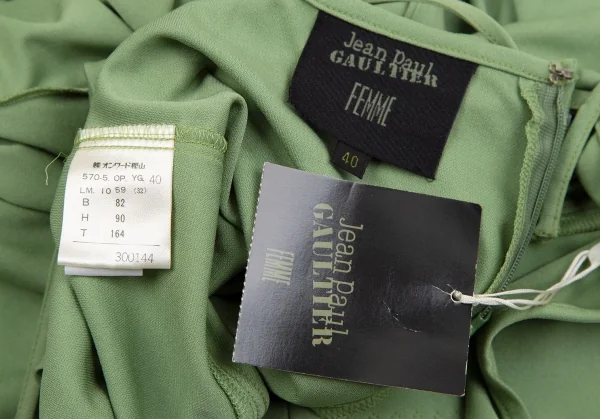 Jean Paul
GAULTIER
FEMME
40
㈱オンワード樫山
570-5. OP. YG. 40
LM. 10 59 (32)
B 82
H 90
T 164
300144
Jean Paul
GAULTIER
FEMME